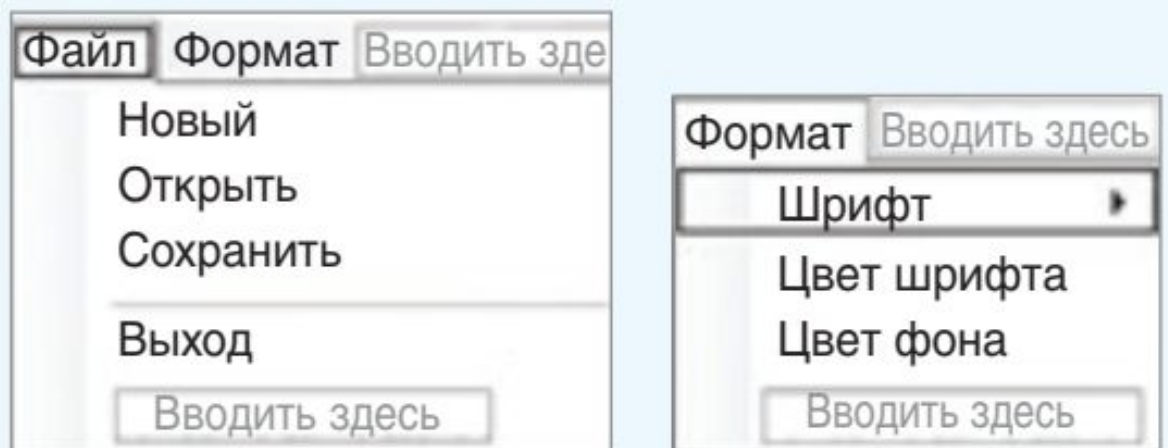 Файл Формат Вводить зде
Новый
Открыть
Сохранить
Выход
Вводить здесь
Формат Вводить здесь
Шрифт
Цвет шрифта
Цвет фона
Вводить здесь